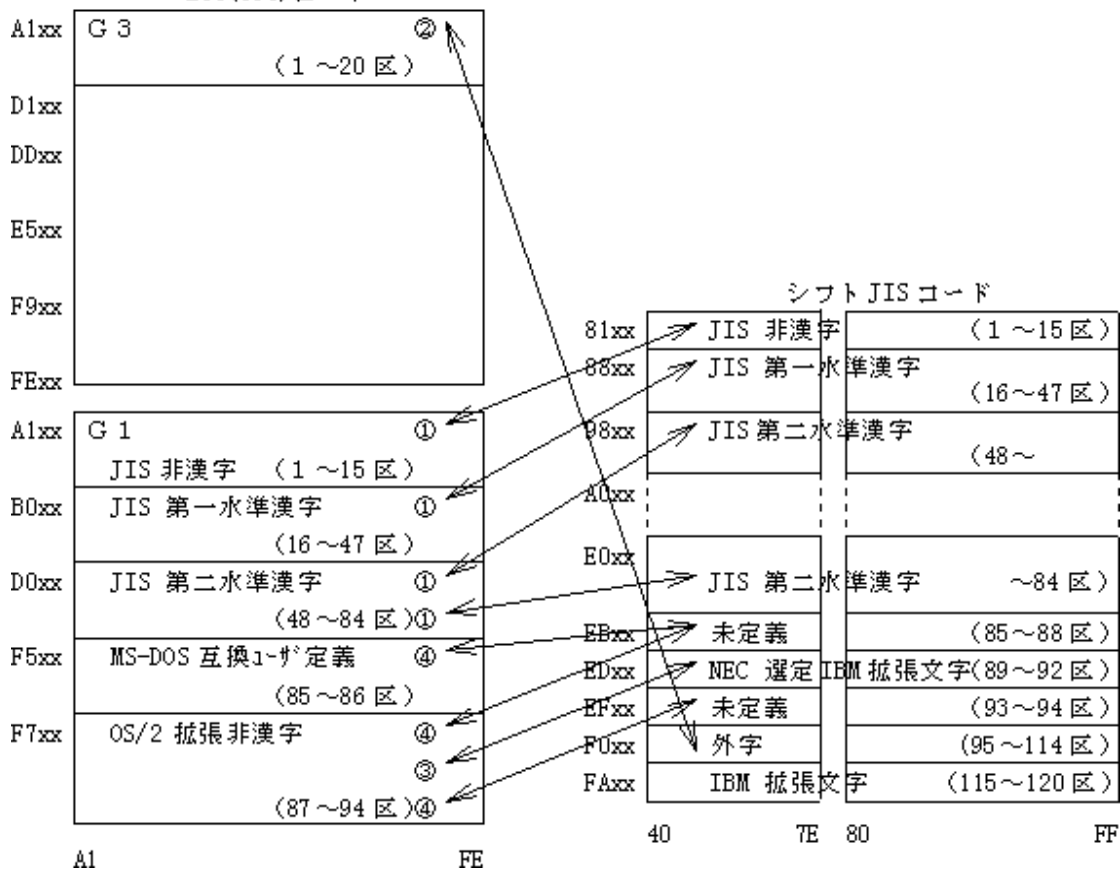 A1xx G 3 ②
(1 ～20 区)
D1xx
DDxx
E5xx
F9xx
FExx
A1xx G 1 ①
JIS 非漢字 (1 ～15 区)
B0xx JIS 第一水準漢字 ①
(16～47 区)
D0xx JIS 第二水準漢字 ①
(48～84 区)①
F5xx MS-DOS 互換ﾕｰｻﾞ定義 ④
(85～86 区)
F7xx OS/2 拡張非漢字 ④
③
(87～94 区)④
A1 FE
シフト JIS コード
81xx JIS 非漢字 (1 ～15 区)
88xx JIS 第一水準漢字
(16～47 区)
98xx JIS 第二水準漢字
(48～
A0xx
E0xx
JIS 第二水準漢字 ～84 区)
EBxx 未定義 (85～88 区)
EDxx NEC 選定 IBM 拡張文字(89～92 区)
EFxx 未定義 (93～94 区)
F0xx 外字 (95～114 区)
FAxx IBM 拡張文字 (115～120 区)
40 7E 80 FF